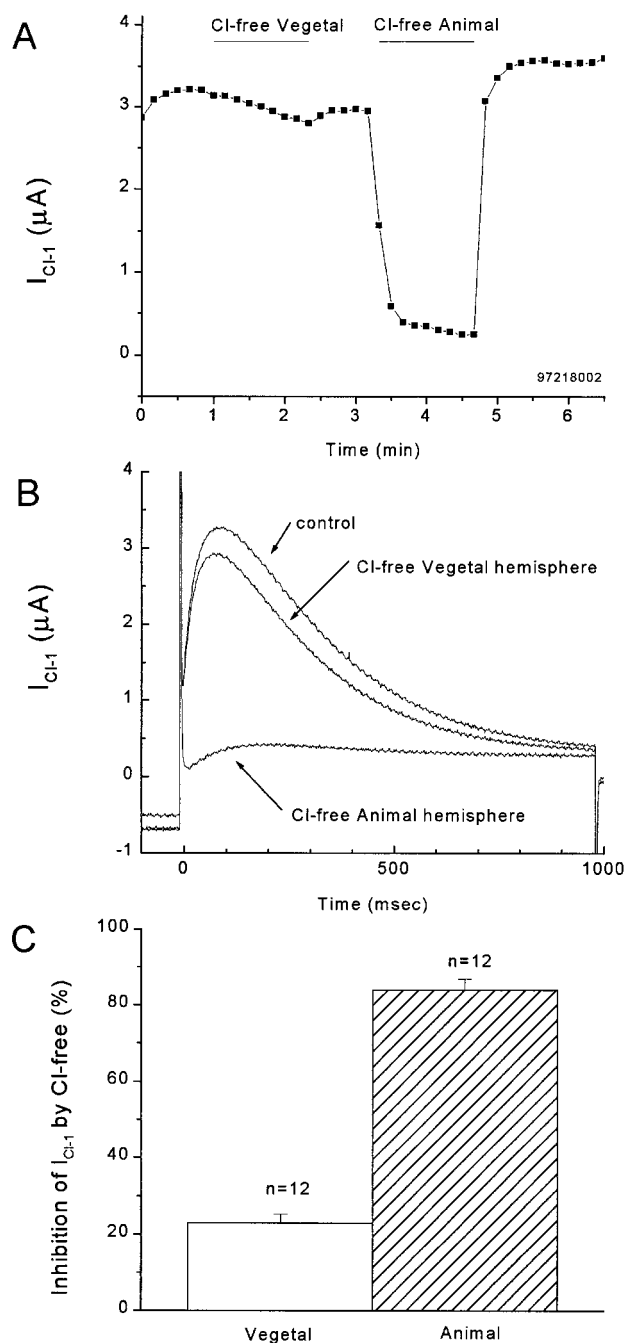 A
Cl-free Vegetal Cl-free Animal
4
3
2
1
0
I_Cl-1 (µA)
97218002
0 1 2 3 4 5 6
Time (min)
B
4
3
2
1
0
-1
I_Cl-1 (µA)
control
Cl-free Vegetal hemisphere
Cl-free Animal hemisphere
0 500 1000
Time (msec)
C
100
80
60
40
20
0
Inhibition of I_Cl-1 by Cl-free (%)
n=12
n=12
Vegetal Animal